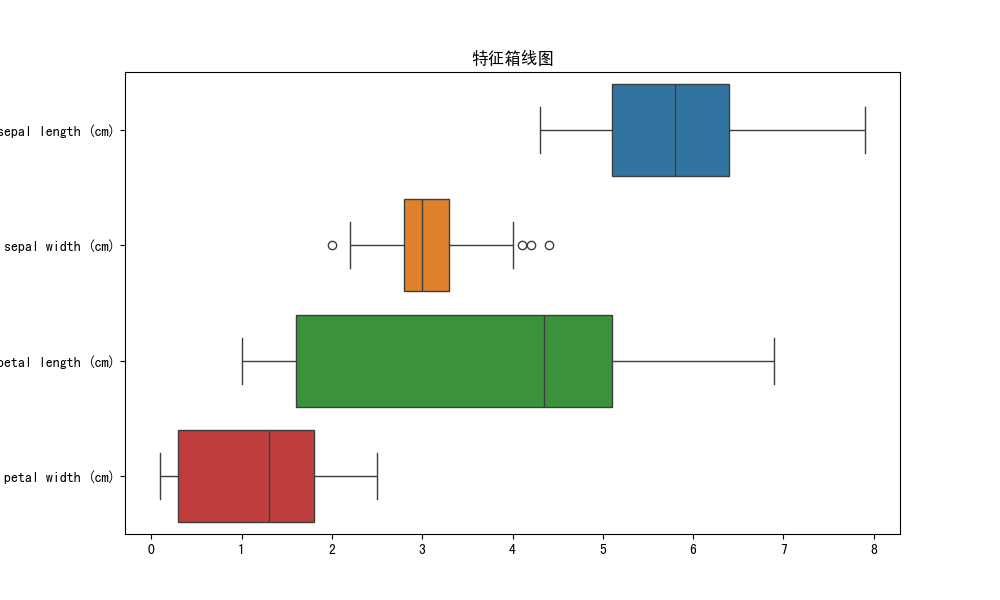 特征箱线图
sepal length (cm)
sepal width (cm)
petal length (cm)
petal width (cm)
0 1 2 3 4 5 6 7 8